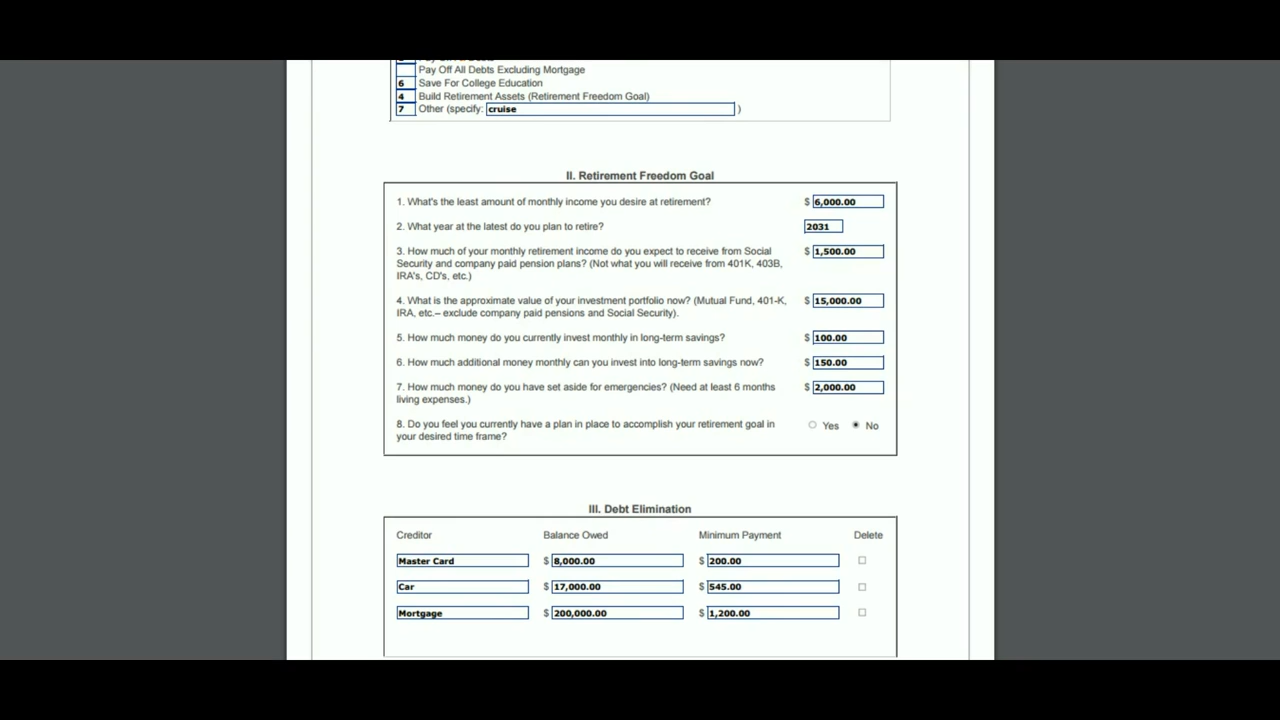 Pay Off All Debts Excluding Mortgage
6 Save For College Education
4 Build Retirement Assets (Retirement Freedom Goal)
7 Other (specify: cruise )
II. Retirement Freedom Goal
1. What's the least amount of monthly income you desire at retirement? $ 6,000.00
2. What year at the latest do you plan to retire? 2031
3. How much of your monthly retirement income do you expect to receive from Social $ 1,500.00
Security and company paid pension plans? (Not what you will receive from 401K, 403B,
IRA's, CD's, etc.)
4. What is the approximate value of your investment portfolio now? (Mutual Fund, 401-K, $ 15,000.00
IRA, etc.– exclude company paid pensions and Social Security).
5. How much money do you currently invest monthly in long-term savings? $ 100.00
6. How much additional money monthly can you invest into long-term savings now? $ 150.00
7. How much money do you have set aside for emergencies? (Need at least 6 months $ 2,000.00
living expenses.)
8. Do you feel you currently have a plan in place to accomplish your retirement goal in Yes No
your desired time frame?
III. Debt Elimination
Creditor Balance Owed Minimum Payment Delete
Master Card $ 8,000.00 $ 200.00
Car $ 17,000.00 $ 545.00
Mortgage $ 200,000.00 $ 1,200.00